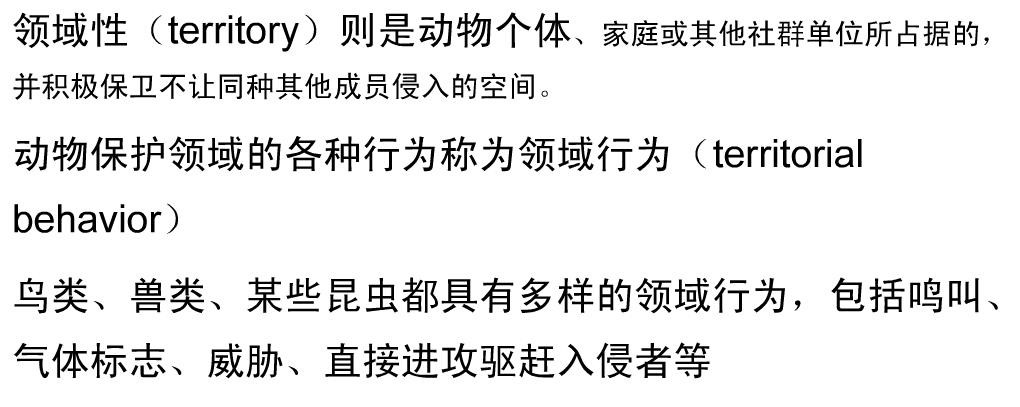 领域性（territory）则是动物个体、家庭或其他社群单位所占据的，
并积极保卫不让同种其他成员侵入的空间。
动物保护领域的各种行为称为领域行为（territorial
behavior）
鸟类、兽类、某些昆虫都具有多样的领域行为，包括鸣叫、
气体标志、威胁、直接进攻驱赶入侵者等